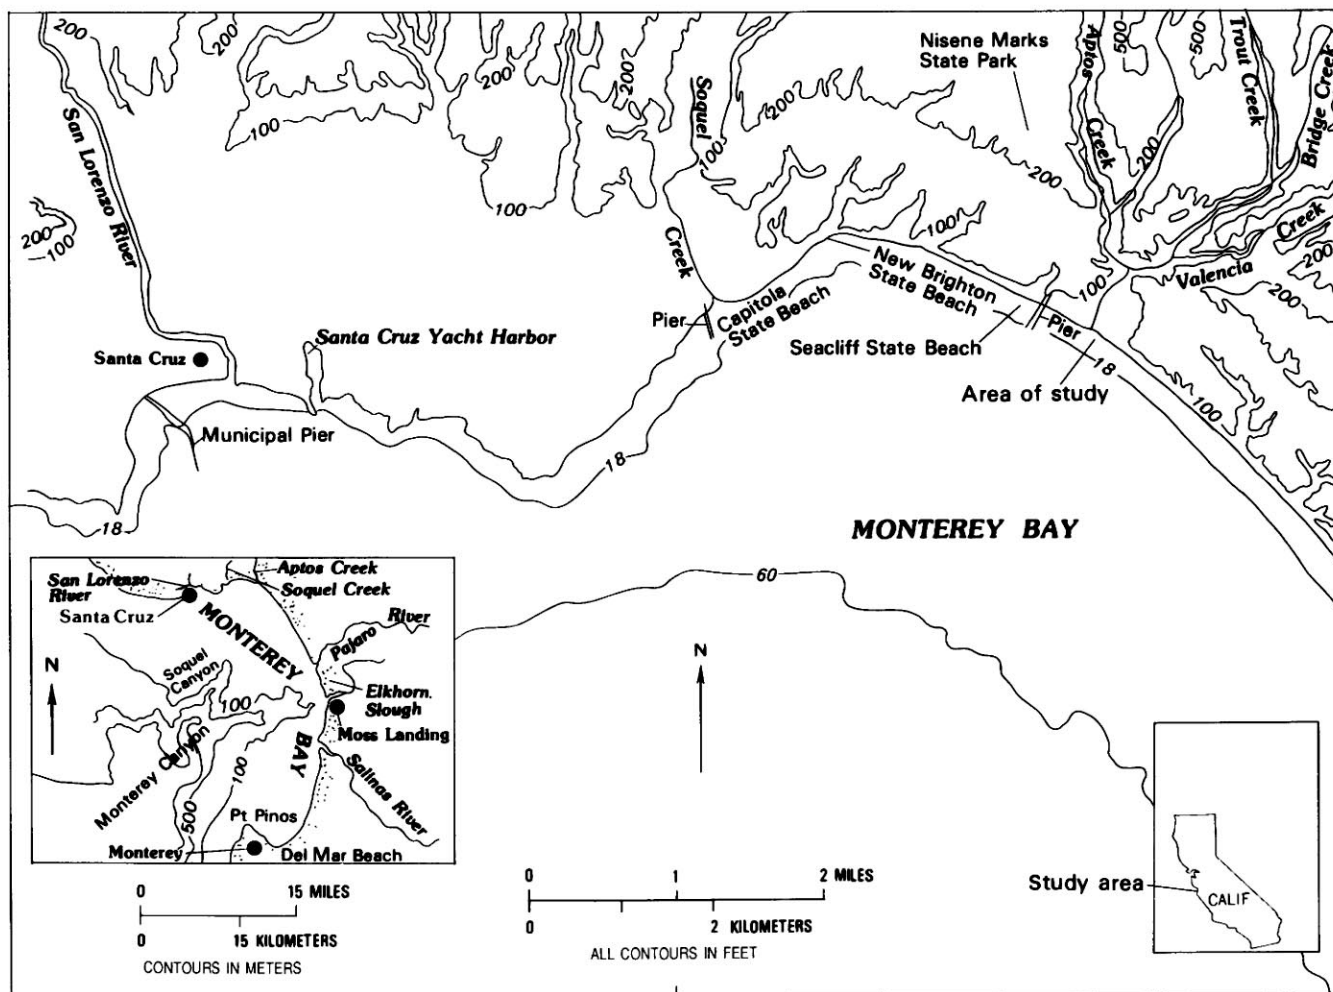 200
200
200
200
200
500
500
Aptos
Creek
Trout Creek
Bridge Creek
Nisene Marks
State Park
Soquel
Creek
San Lorenzo River
100
100
100
200
200
200
100
100
200
100
Valencia
Creek
200
200
100
New Brighton
State Beach
Capitola
State Beach
Pier
Pier
Santa Cruz Yacht Harbor
Santa Cruz
Seacliff State Beach
18
Area of study
100
Municipal Pier
18
18
MONTEREY BAY
60
San Lorenzo
River
Santa Cruz
Aptos Creek
Soquel Creek
MONTEREY
BAY
Pajaro
River
N
Soquel
Canyon
100
Elkhorn
Slough
Moss Landing
Monterey Canyon
500
100
Salinas River
Pt Pinos
Monterey
Del Mar Beach
0 15 MILES
0 15 KILOMETERS
CONTOURS IN METERS
N
0 1 2 MILES
0 2 KILOMETERS
ALL CONTOURS IN FEET
Study area
CALIF